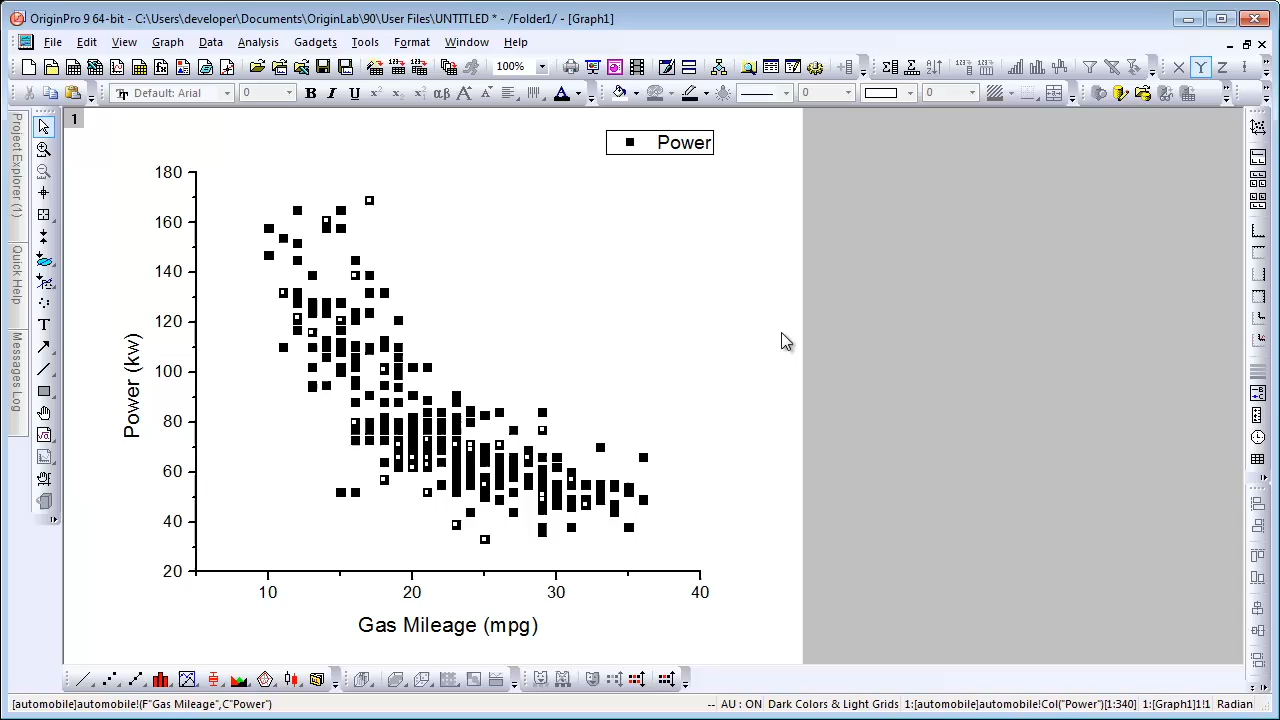 OriginPro 9 64-bit - C:\Users\developer\Documents\OriginLab\90\User Files\UNTITLED * - /Folder1/ - [Graph1]
File Edit View Graph Data Analysis Gadgets Tools Format Window Help
100%
Default: Arial 0 B I U 0 0
X Y Z
Project Explorer (1)
Quick Help
Messages Log
1
Power
180
160
140
120
100
80
60
40
20
Power (kw)
10 20 30 40
Gas Mileage (mpg)
[automobile]automobile!(F"Gas Mileage",C"Power") -- AU : ON Dark Colors & Light Grids 1:[automobile]automobile!Col("Power")[1:340] 1:[Graph1]1!1 Radian